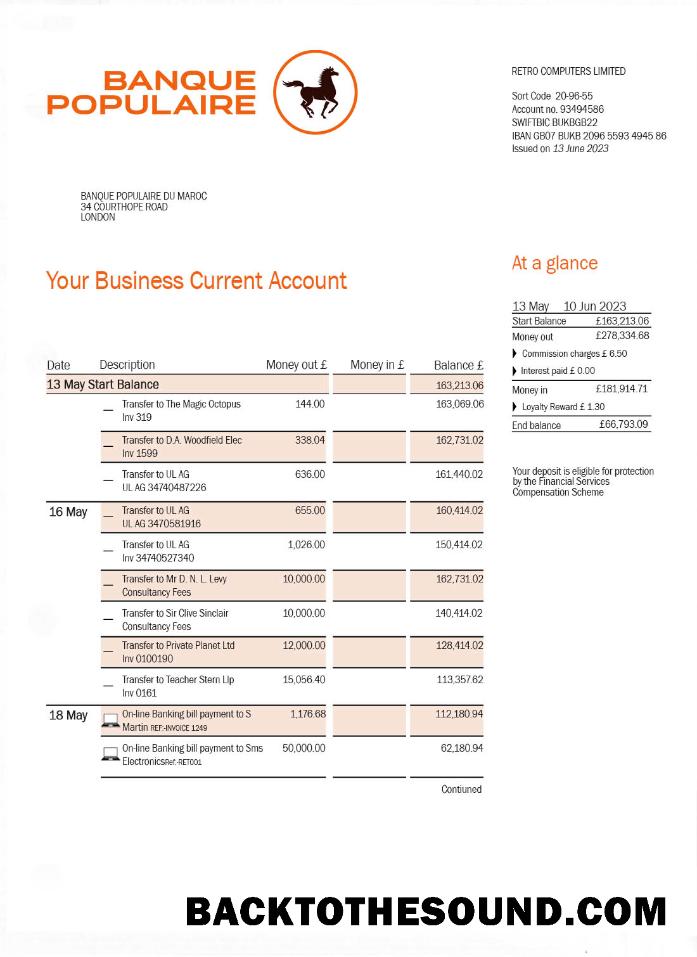 BANQUE
POPULAIRE
RETRO COMPUTERS LIMITED
Sort Code 20-96-55
Account no. 93494586
SWIFTBIC BUKBGB22
IBAN GB07 BUKB 2096 5593 4945 86
Issued on 13 June 2023
BANQUE POPULAIRE DU MAROC
34 COURTHOPE ROAD
LONDON
Your Business Current Account
At a glance
13 May 10 Jun 2023
Start Balance £163,213.06
Money out £278,334.68
Commission charges £ 6.50
Interest paid £ 0.00
Money in £181,914.71
Loyalty Reward £ 1.30
End balance £66,793.09
Your deposit is eligible for protection
by the Financial Services
Compensation Scheme
Date Description Money out £ Money in £ Balance £
13 May Start Balance 163,213.06
Transfer to The Magic Octopus 144.00 163,069.06
Inv 319
Transfer to D.A. Woodfield Elec 338.04 162,731.02
Inv 1599
Transfer to UL AG 636.00 161,440.02
UL AG 34740487226
16 May Transfer to UL AG 655.00 160,414.02
UL AG 3470581916
Transfer to UL AG 1,026.00 150,414.02
Inv 34740527340
Transfer to Mr D. N. L. Levy 10,000.00 162,731.02
Consultancy Fees
Transfer to Sir Clive Sinclair 10,000.00 140,414.02
Consultancy Fees
Transfer to Private Planet Ltd 12,000.00 128,414.02
Inv 0100190
Transfer to Teacher Stern Llp 15,056.40 113,357.62
Inv 0161
18 May On-line Banking bill payment to S 1,176.68 112,180.94
Martin REF:-INVOICE 1249
On-line Banking bill payment to Sms 50,000.00 62,180.94
ElectronicsRef:-RET001
Contiuned
BACKTOTHESOUND.COM